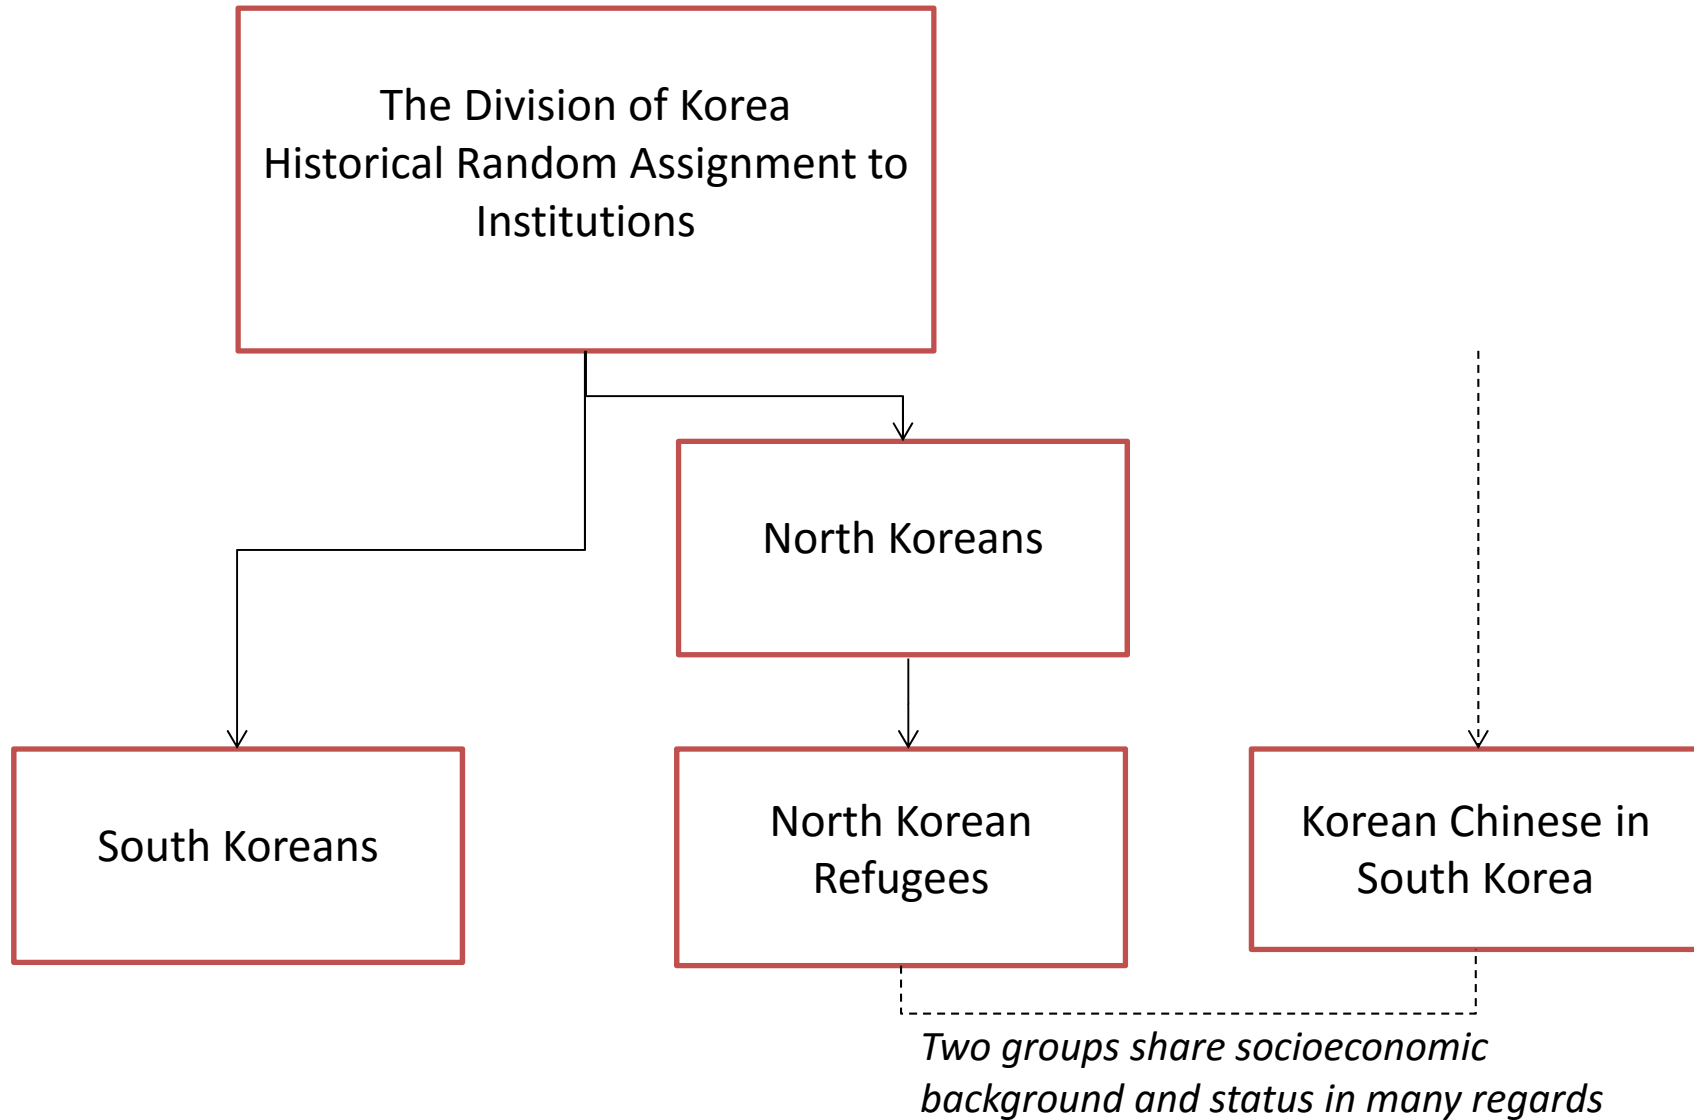 The Division of Korea
Historical Random Assignment to
Institutions
North Koreans
South Koreans
North Korean
Refugees
Korean Chinese in
South Korea
Two groups share socioeconomic
background and status in many regards